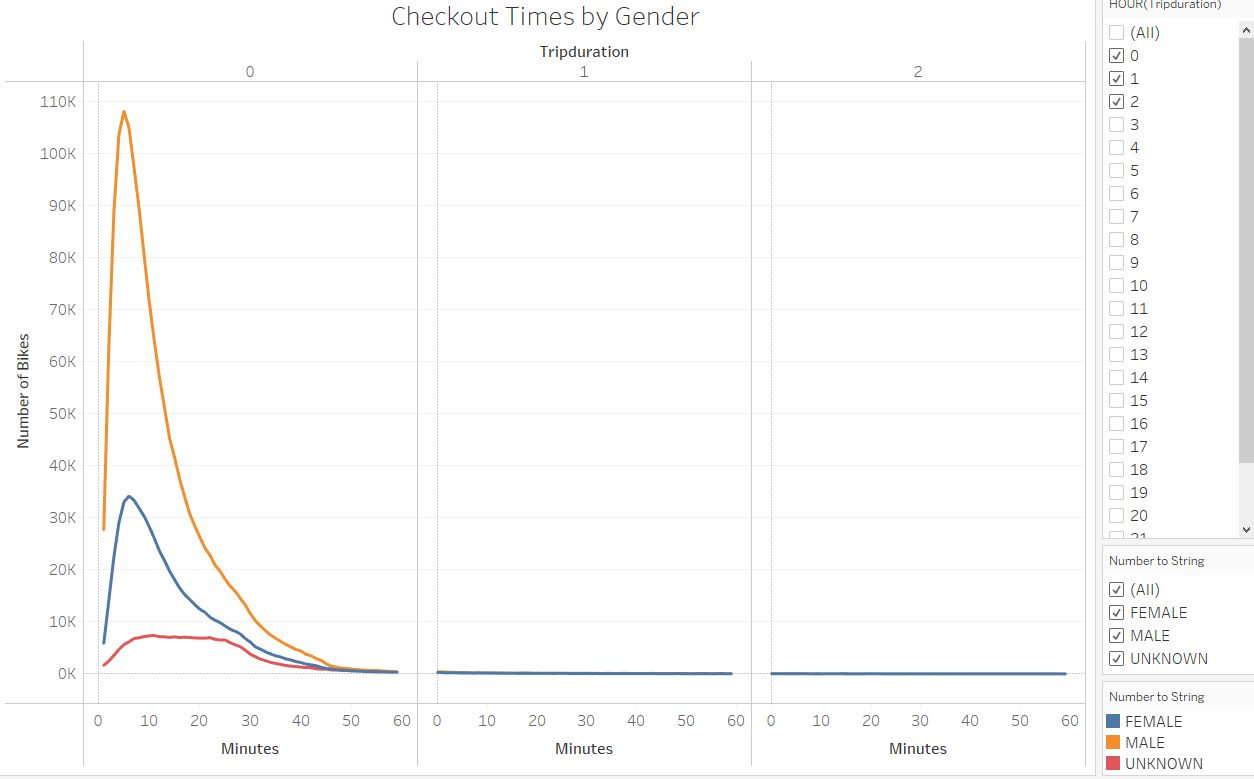 Checkout Times by Gender
Tripduration
0 1 2
110K
100K
90K
80K
70K
60K
50K
40K
30K
20K
10K
0K
Number of Bikes
0 10 20 30 40 50 60 0 10 20 30 40 50 60 0 10 20 30 40 50 60
Minutes Minutes Minutes
HOUR(Tripduration)
(All)
0
1
2
3
4
5
6
7
8
9
10
11
12
13
14
15
16
17
18
19
20
21
Number to String
(All)
FEMALE
MALE
UNKNOWN
Number to String
FEMALE
MALE
UNKNOWN